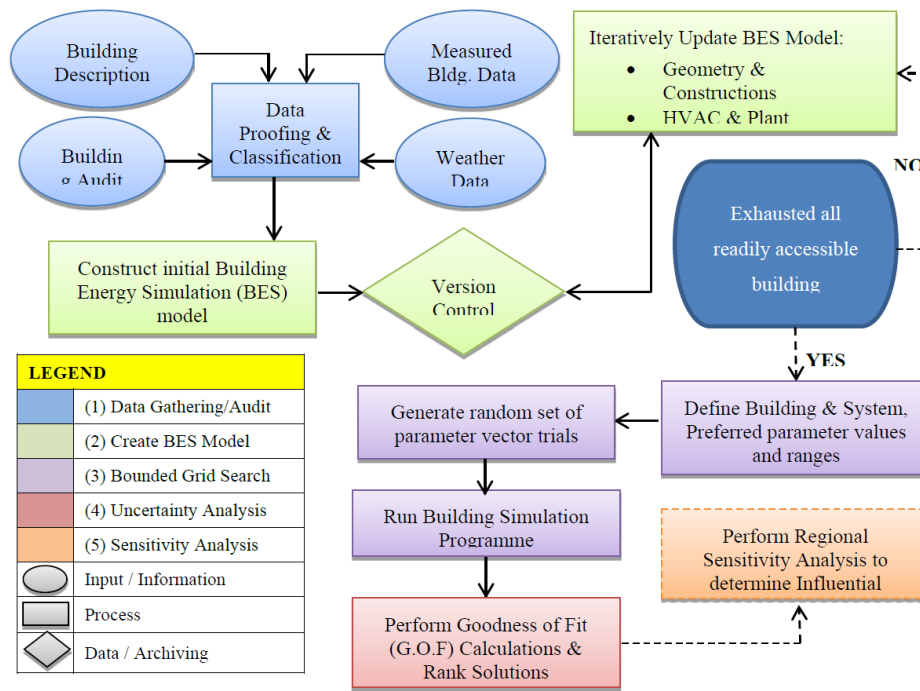 Building
Description
Measured
Bldg. Data
Data
Proofing &
Classification
Buildin
g Audit
Weather
Data
Iteratively Update BES Model:
• Geometry &
Constructions
• HVAC & Plant
NO
Exhausted all
readily accessible
building
YES
Construct initial Building
Energy Simulation (BES)
model
Version
Control
Define Building & System,
Preferred parameter values
and ranges
Generate random set of
parameter vector trials
Run Building Simulation
Programme
Perform Goodness of Fit
(G.O.F) Calculations &
Rank Solutions
Perform Regional
Sensitivity Analysis to
determine Influential
LEGEND
(1) Data Gathering/Audit
(2) Create BES Model
(3) Bounded Grid Search
(4) Uncertainty Analysis
(5) Sensitivity Analysis
Input / Information
Process
Data / Archiving